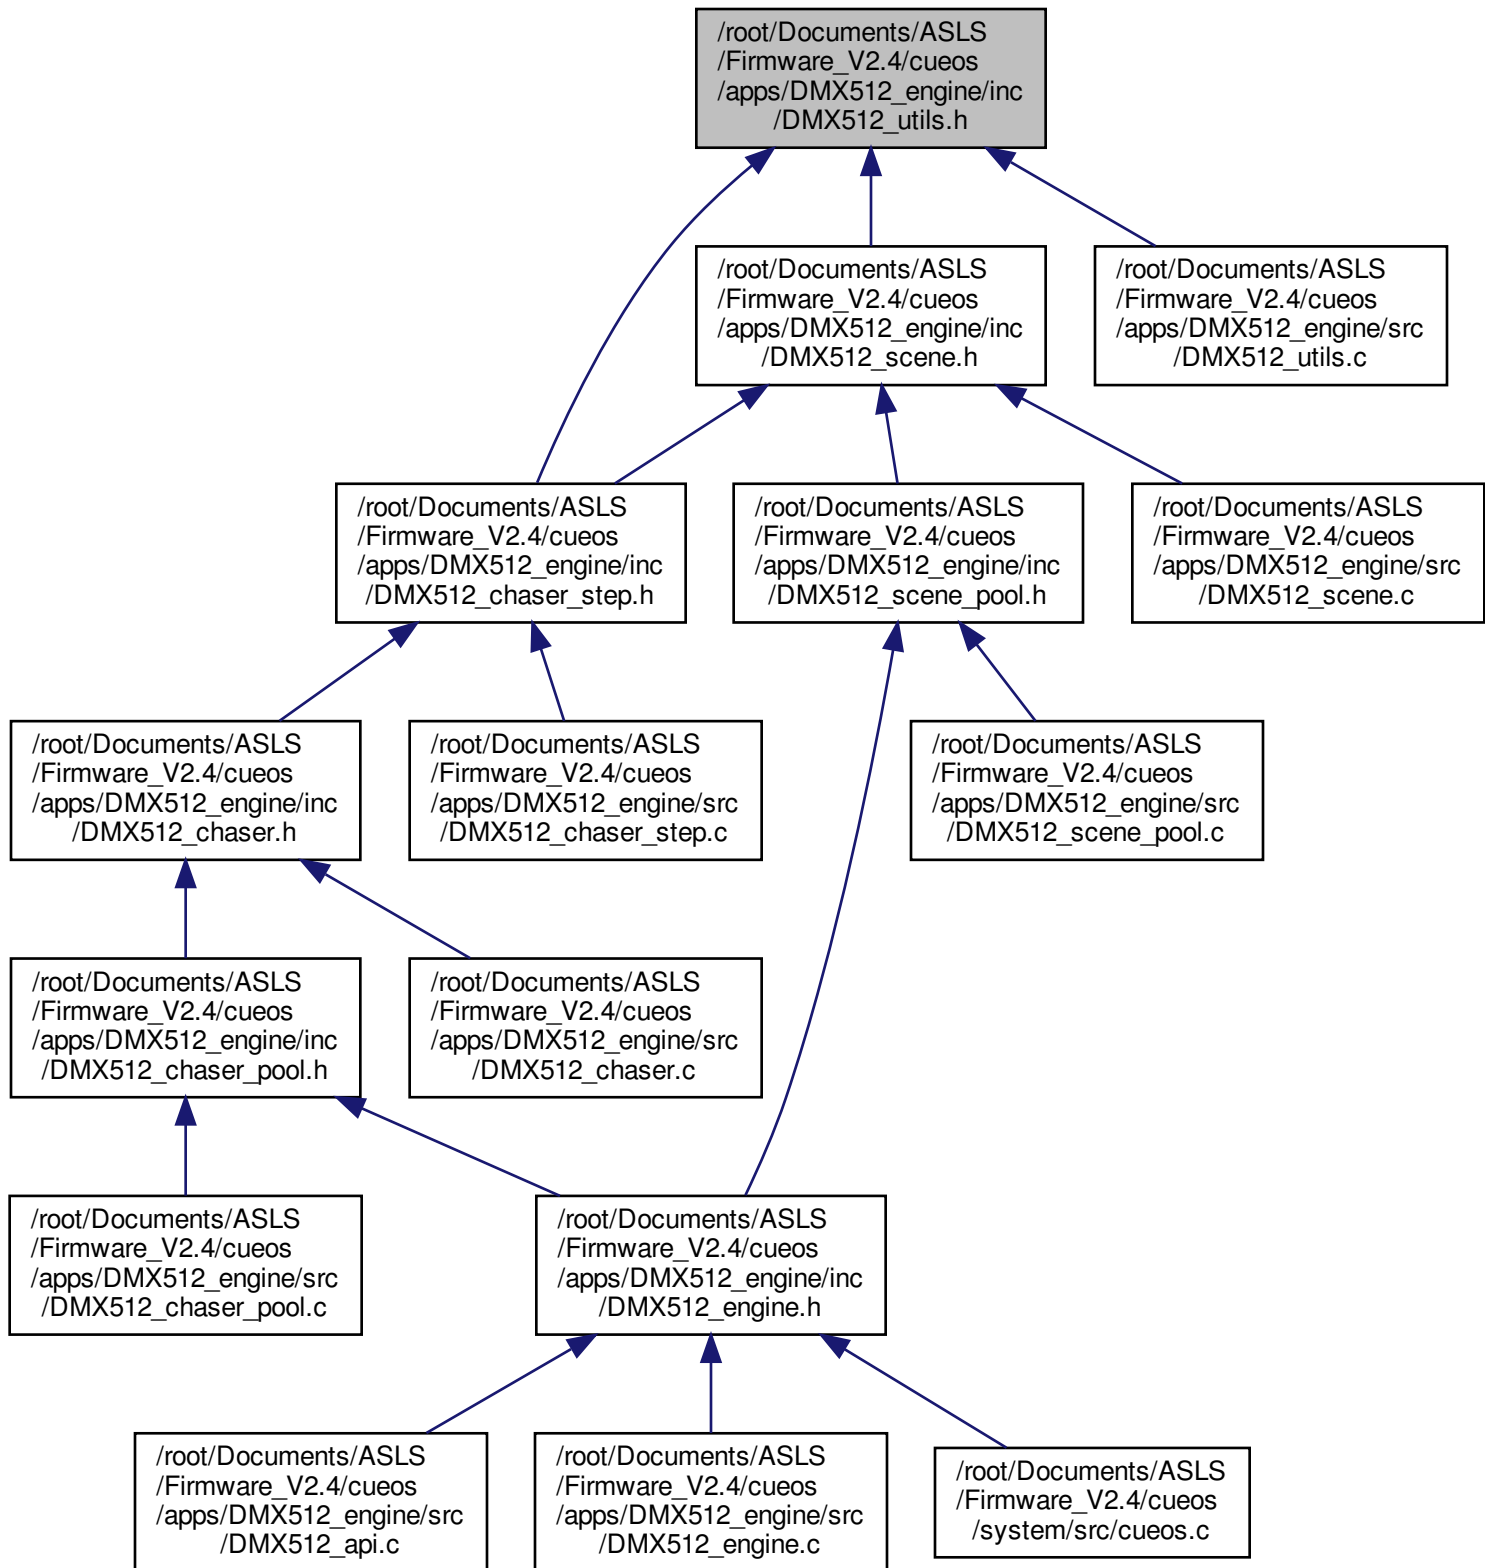 /root/Documents/ASLS
/Firmware_V2.4/cueos
/apps/DMX512_engine/inc
/DMX512_utils.h
/root/Documents/ASLS
/Firmware_V2.4/cueos
/apps/DMX512_engine/inc
/DMX512_scene.h
/root/Documents/ASLS
/Firmware_V2.4/cueos
/apps/DMX512_engine/src
/DMX512_utils.c
/root/Documents/ASLS
/Firmware_V2.4/cueos
/apps/DMX512_engine/inc
/DMX512_chaser_step.h
/root/Documents/ASLS
/Firmware_V2.4/cueos
/apps/DMX512_engine/inc
/DMX512_scene_pool.h
/root/Documents/ASLS
/Firmware_V2.4/cueos
/apps/DMX512_engine/src
/DMX512_scene.c
/root/Documents/ASLS
/Firmware_V2.4/cueos
/apps/DMX512_engine/inc
/DMX512_chaser.h
/root/Documents/ASLS
/Firmware_V2.4/cueos
/apps/DMX512_engine/src
/DMX512_chaser_step.c
/root/Documents/ASLS
/Firmware_V2.4/cueos
/apps/DMX512_engine/src
/DMX512_scene_pool.c
/root/Documents/ASLS
/Firmware_V2.4/cueos
/apps/DMX512_engine/inc
/DMX512_chaser_pool.h
/root/Documents/ASLS
/Firmware_V2.4/cueos
/apps/DMX512_engine/src
/DMX512_chaser.c
/root/Documents/ASLS
/Firmware_V2.4/cueos
/apps/DMX512_engine/src
/DMX512_chaser_pool.c
/root/Documents/ASLS
/Firmware_V2.4/cueos
/apps/DMX512_engine/inc
/DMX512_engine.h
/root/Documents/ASLS
/Firmware_V2.4/cueos
/apps/DMX512_engine/src
/DMX512_api.c
/root/Documents/ASLS
/Firmware_V2.4/cueos
/apps/DMX512_engine/src
/DMX512_engine.c
/root/Documents/ASLS
/Firmware_V2.4/cueos
/system/src/cueos.c